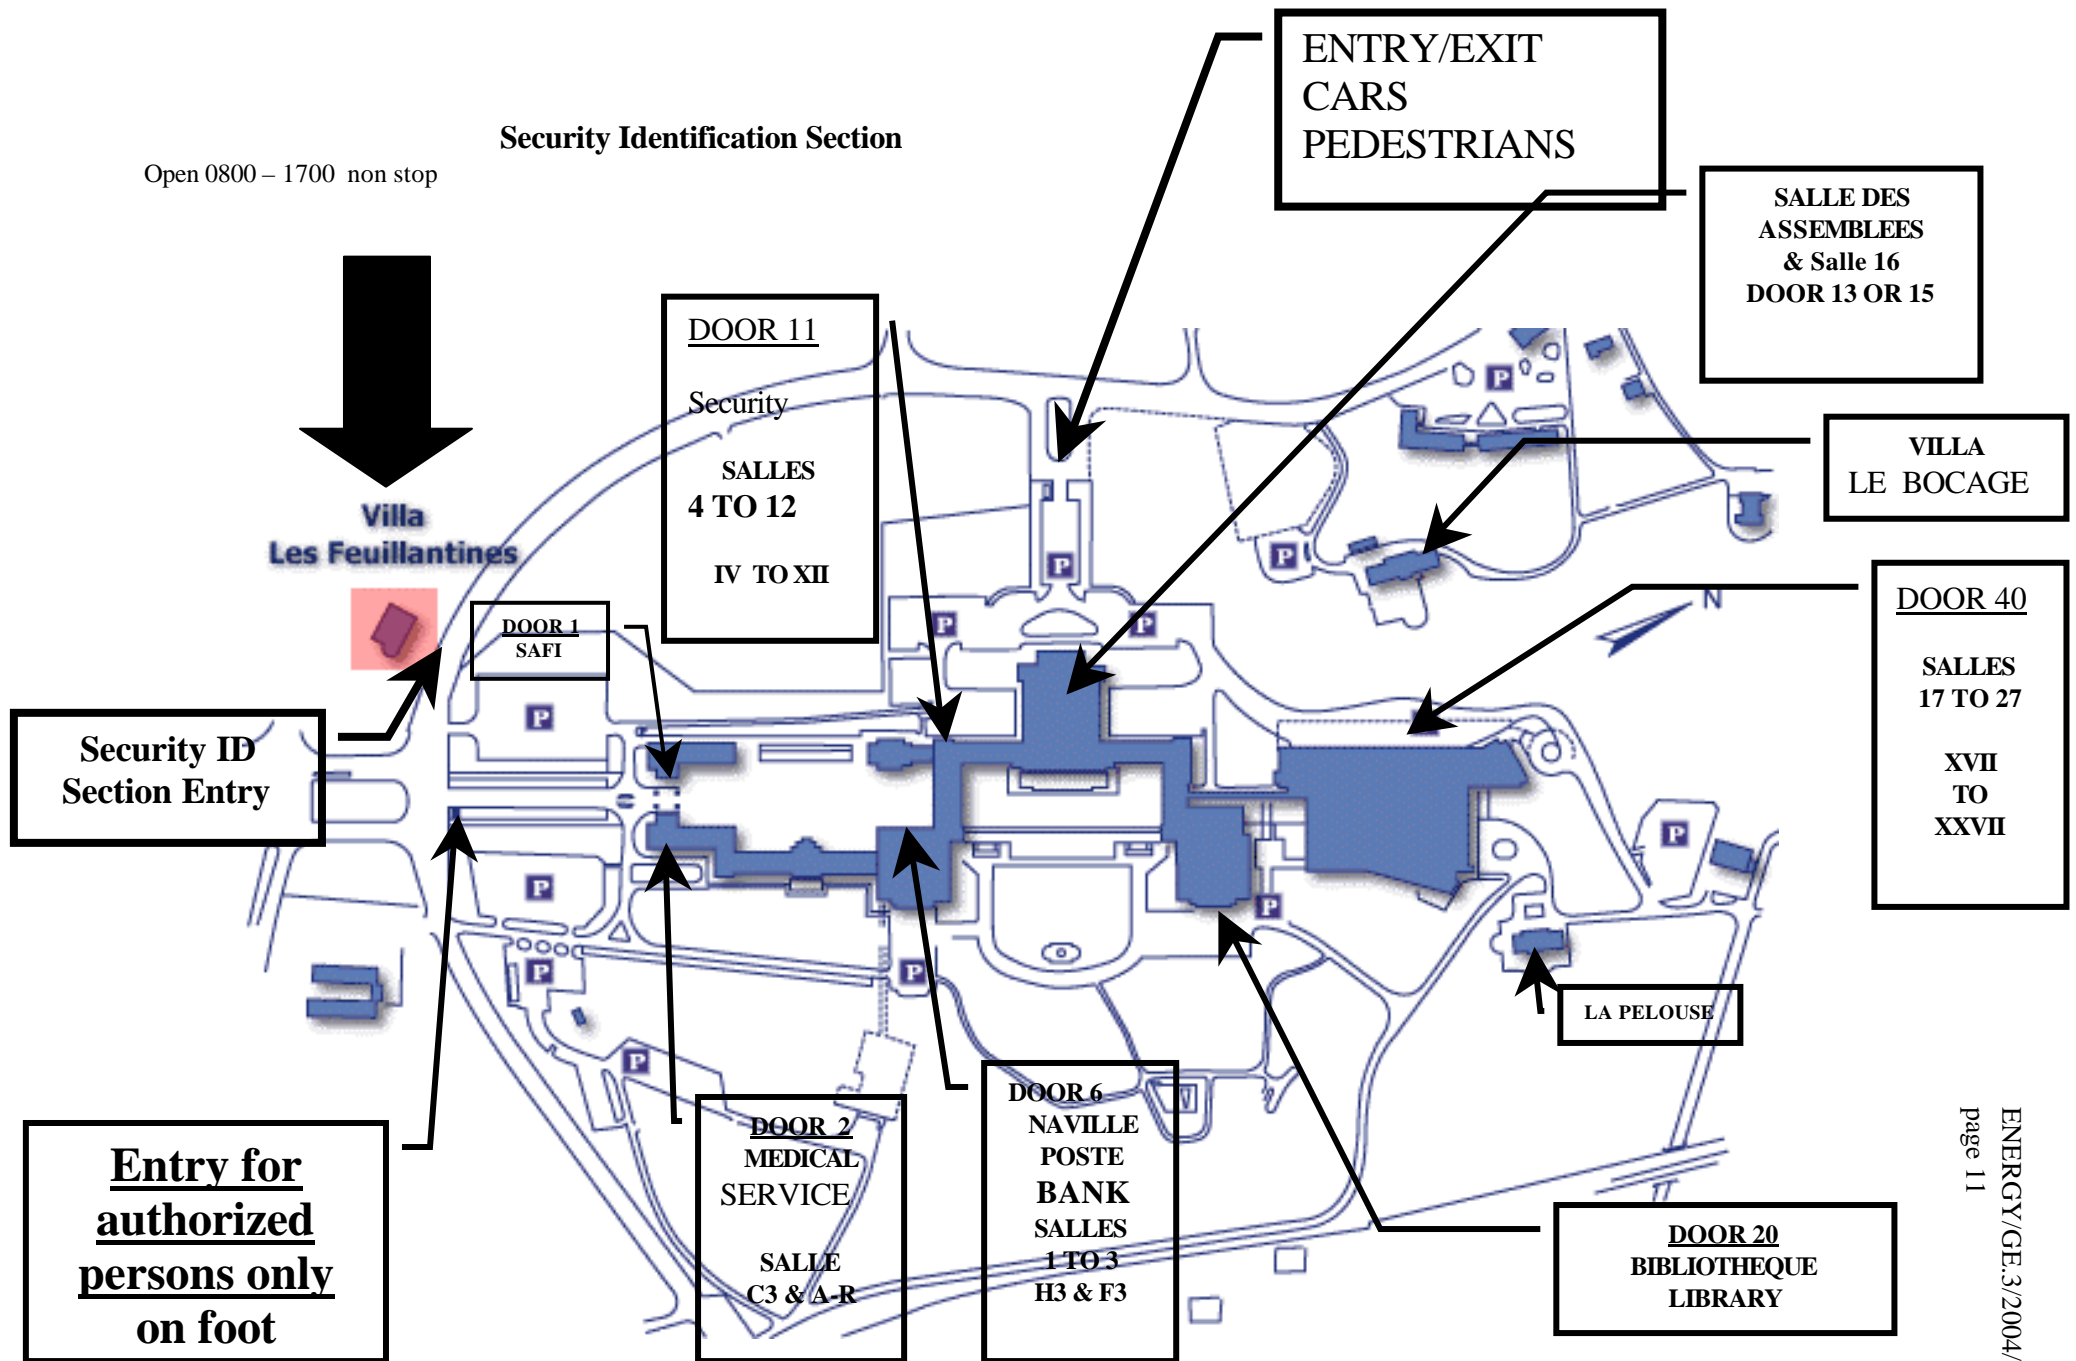 Security Identification Section
Open 0800 – 1700 non stop
ENTRY/EXIT
CARS
PEDESTRIANS
SALLE DES
ASSEMBLEES
& Salle 16
DOOR 13 OR 15
DOOR 11
Security
SALLES
4 TO 12
IV TO XII
VILLA
LE BOCAGE
Villa
Les Feuillantines
DOOR 1
SAFI
DOOR 40
SALLES
17 TO 27
XVII
TO
XXVII
N
P
P
P
P
P
P
P
P
P
P
P
P
Security ID
Section Entry
LA PELOUSE
Entry for
authorized
persons only
on foot
DOOR 2
MEDICAL
SERVICE
SALLE
C3 & A-R
DOOR 6
NAVILLE
POSTE
BANK
SALLES
1 TO 3
H3 & F3
DOOR 20
BIBLIOTHEQUE
LIBRARY
ENERGY/GE.3/2004/
page 11